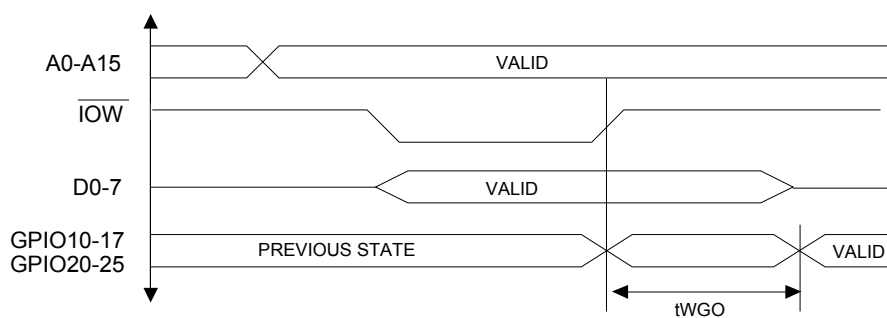 A0-A15 VALID
IOW
D0-7 VALID
GPIO10-17
GPIO20-25
PREVIOUS STATE VALID
tWGO